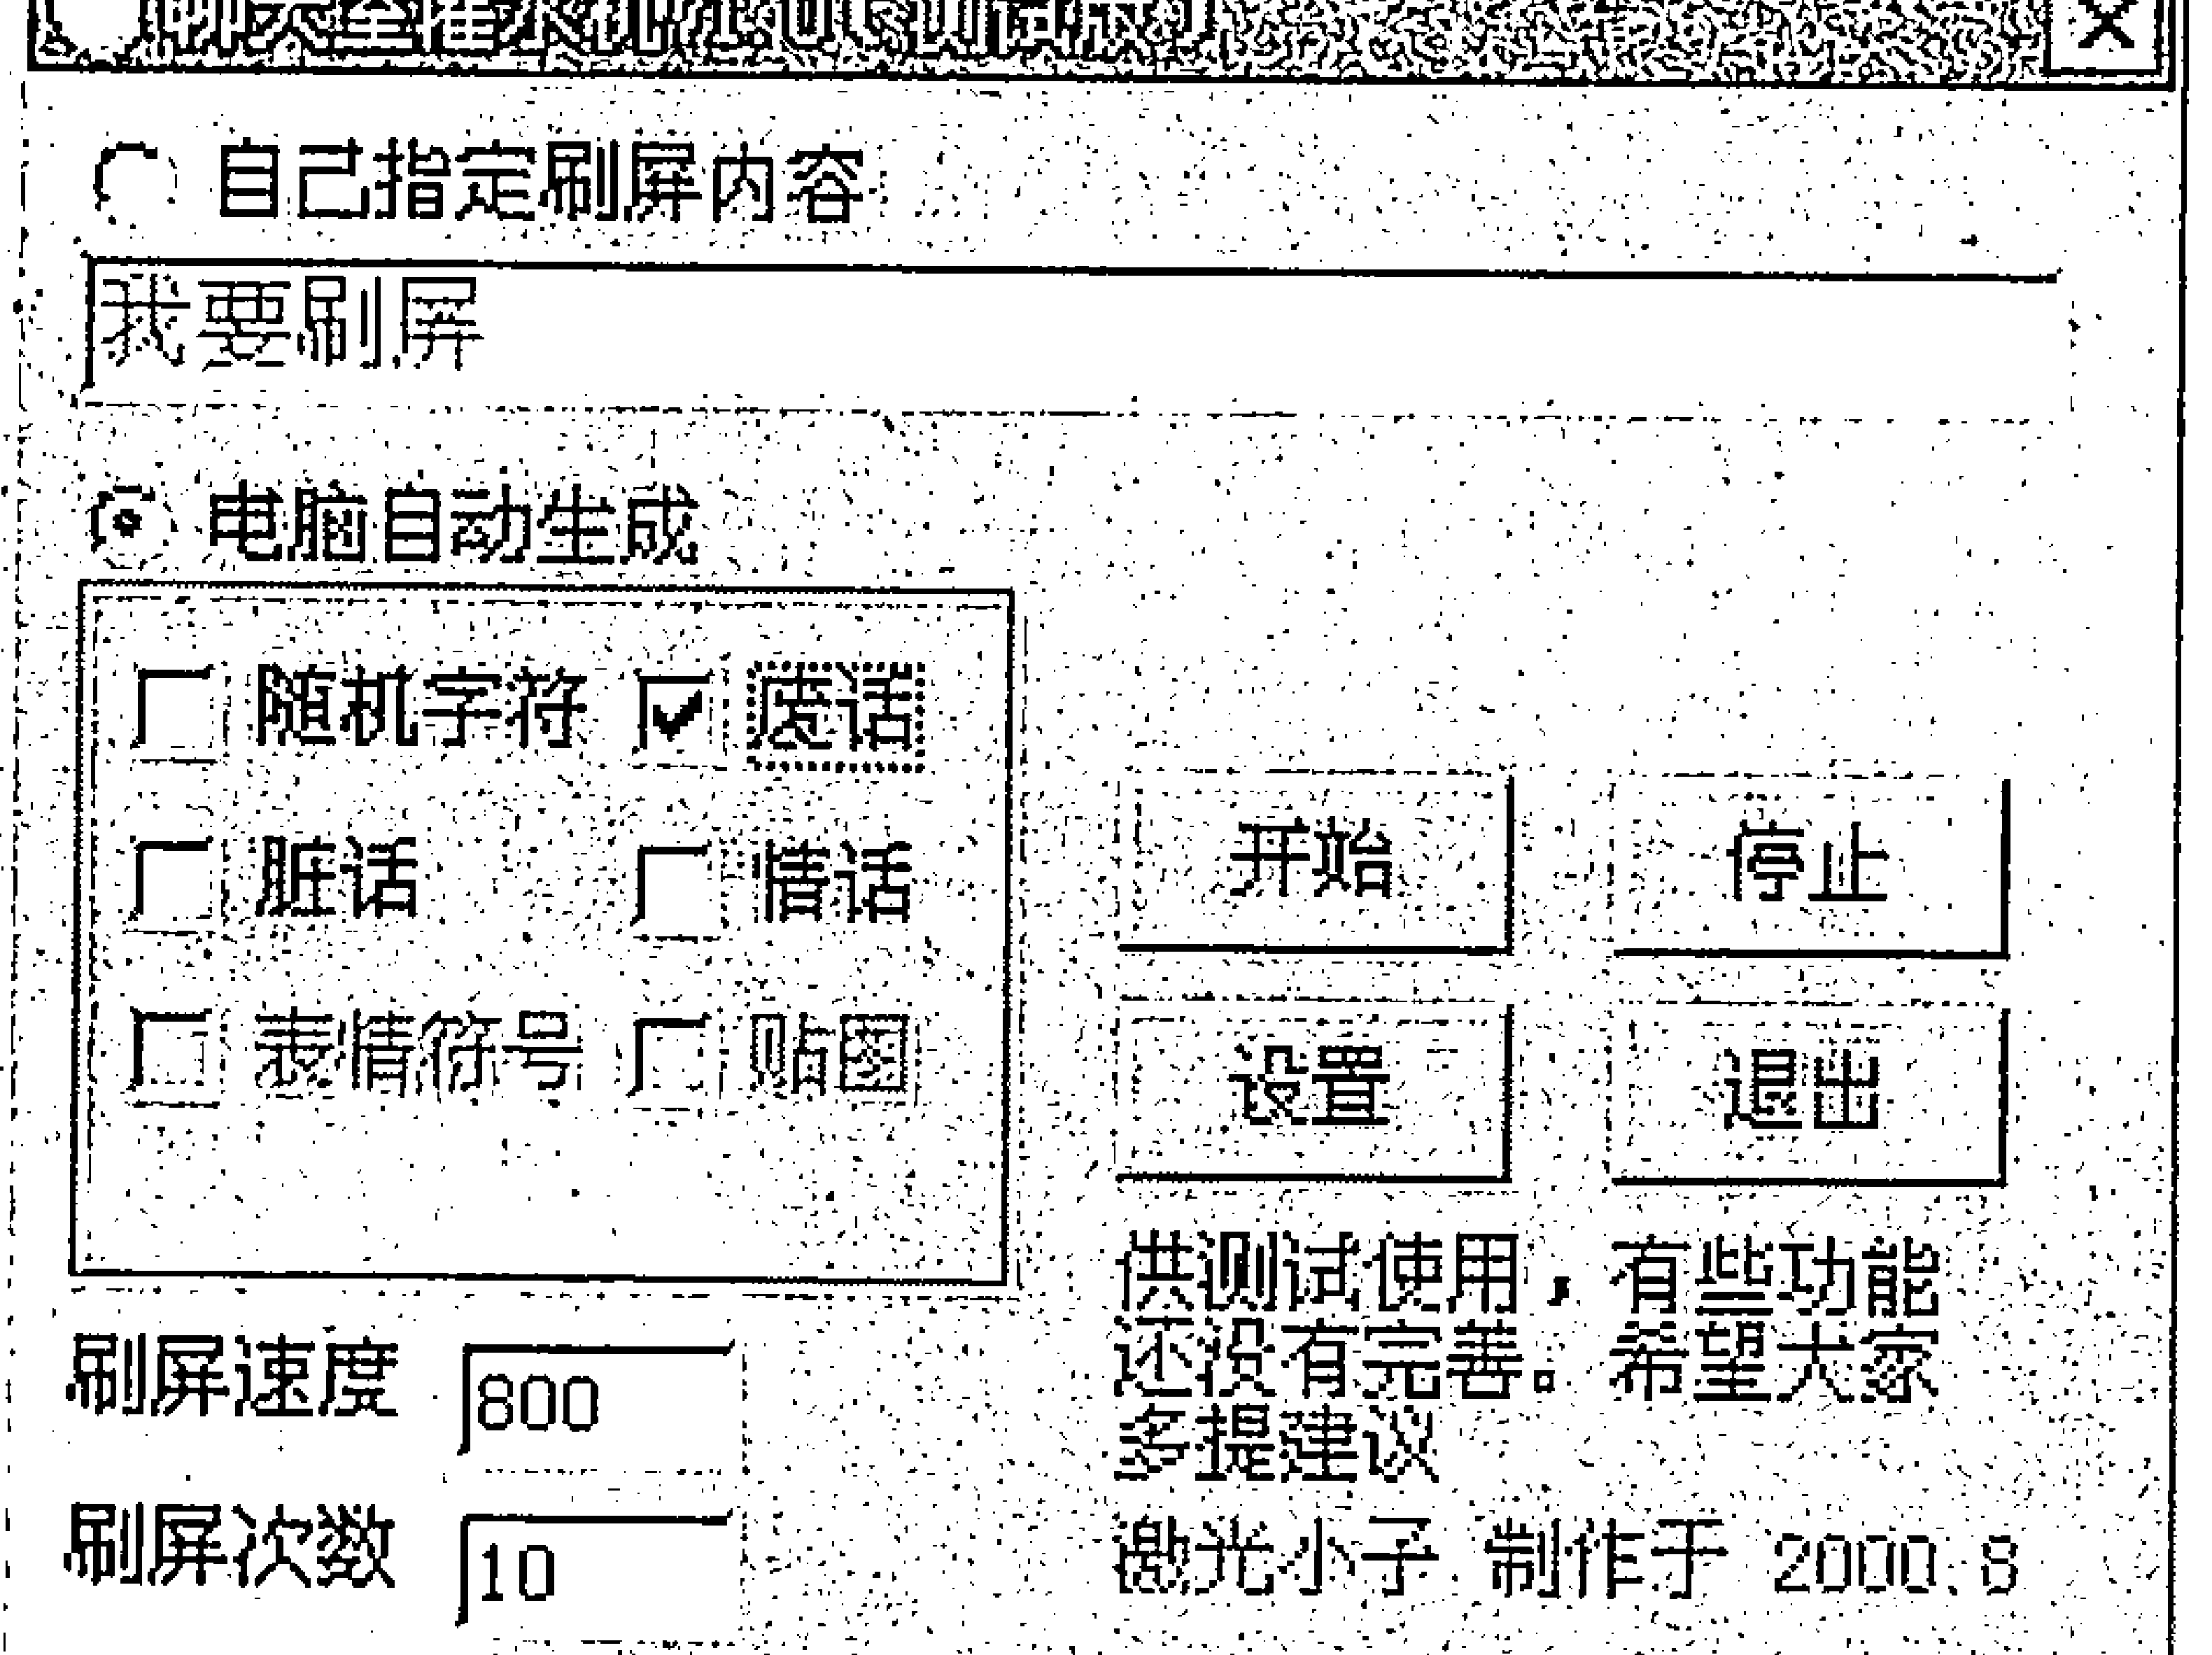 自己指定刷屏内容
我要刷屏
电脑自动生成
随机字符 废话
脏话 情话
表情符号 贴图
开始 停止
设置 退出
供测试使用，有些功能
还没有完善。希望大家
多提建议
刷屏速度 800
刷屏次数 10
激光小子 制作于 2000.8